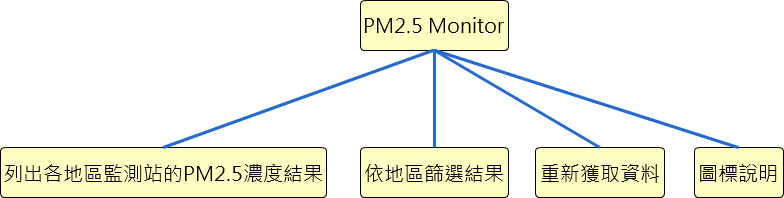 PM2.5 Monitor
列出各地區監測站的PM2.5濃度結果
依地區篩選結果
重新獲取資料
圖標說明